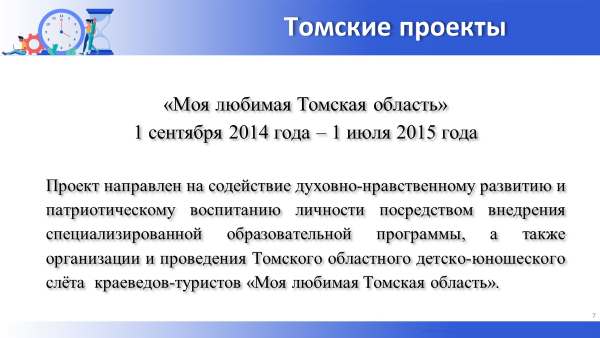 Томские проекты
«Моя любимая Томская область»
1 сентября 2014 года – 1 июля 2015 года
Проект направлен на содействие духовно-нравственному развитию и
патриотическому воспитанию личности посредством внедрения
специализированной образовательной программы, а также
организации и проведения Томского областного детско-юношеского
слёта краеведов-туристов «Моя любимая Томская область».
7